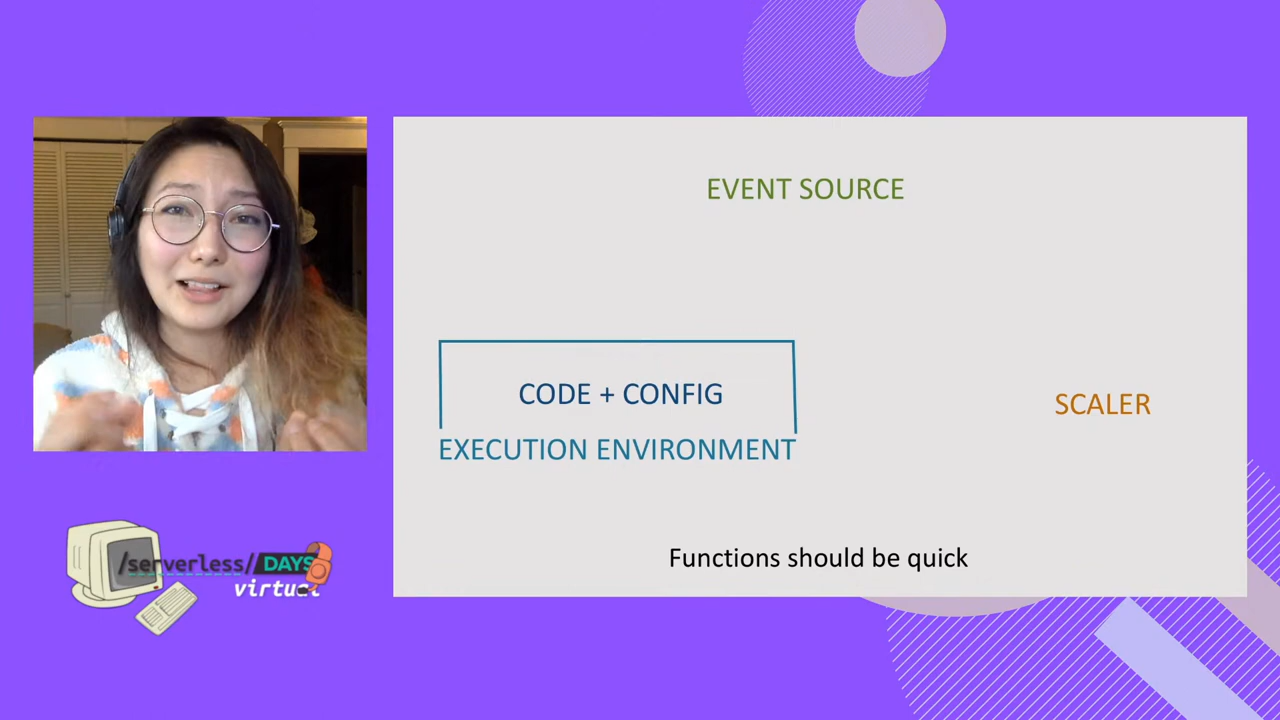 EVENT SOURCE
CODE + CONFIG
SCALER
EXECUTION ENVIRONMENT
Functions should be quick
/serverless/ DAYS
virtual